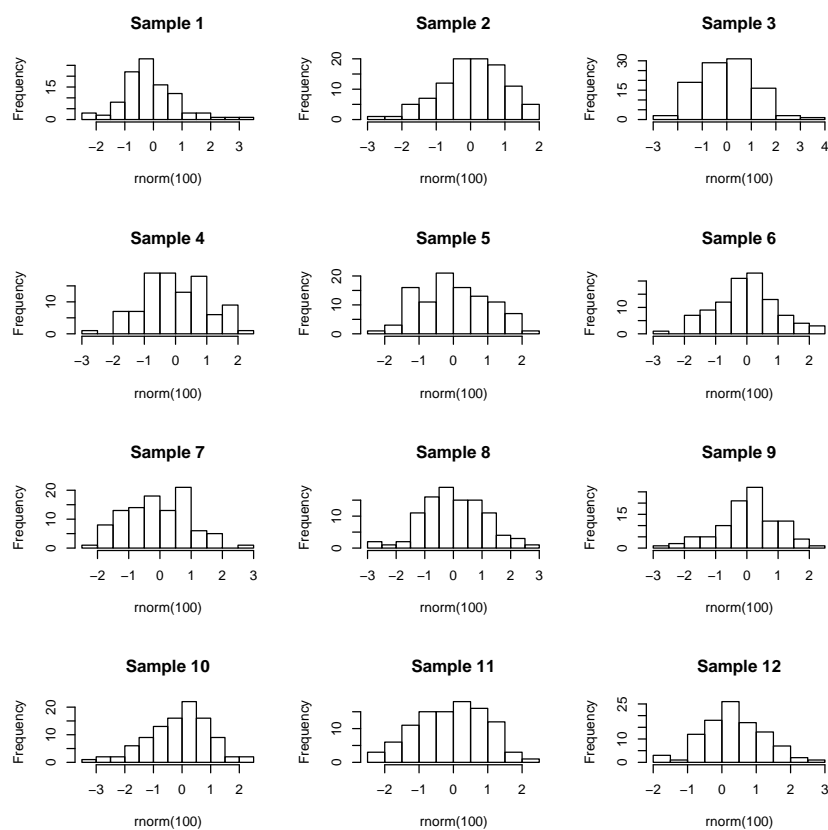 Sample 1
Frequency
0 15
−2 −1 0 1 2 3
rnorm(100)
Sample 2
Frequency
0 10 20
−3 −2 −1 0 1 2
rnorm(100)
Sample 3
Frequency
0 15 30
−3 −1 0 1 2 3 4
rnorm(100)
Sample 4
Frequency
0 10
−3 −2 −1 0 1 2
rnorm(100)
Sample 5
Frequency
0 10 20
−2 −1 0 1 2
rnorm(100)
Sample 6
Frequency
0 10
−3 −2 −1 0 1 2
rnorm(100)
Sample 7
Frequency
0 10 20
−2 −1 0 1 2 3
rnorm(100)
Sample 8
Frequency
0 10
−3 −2 −1 0 1 2 3
rnorm(100)
Sample 9
Frequency
0 15
−3 −2 −1 0 1 2
rnorm(100)
Sample 10
Frequency
0 10 20
−3 −2 −1 0 1 2
rnorm(100)
Sample 11
Frequency
0 10
−2 −1 0 1 2
rnorm(100)
Sample 12
Frequency
0 10 25
−2 −1 0 1 2 3
rnorm(100)